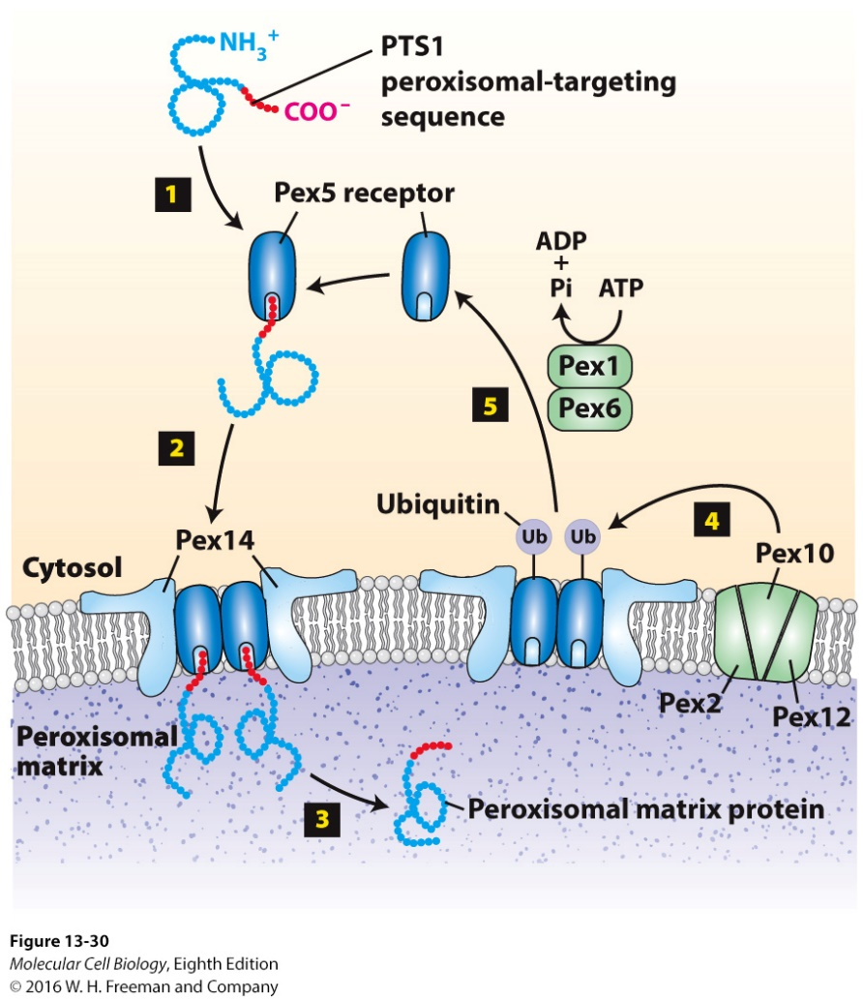 NH3+
PTS1
peroxisomal-targeting
sequence
COO−
1
Pex5 receptor
ADP
+
Pi
ATP
Pex1
Pex6
5
2
Ubiquitin
Ub
Ub
4
Pex14
Pex10
Cytosol
Pex2
Pex12
Peroxisomal
matrix
3
Peroxisomal matrix protein
Figure 13-30
Molecular Cell Biology, Eighth Edition
© 2016 W. H. Freeman and Company